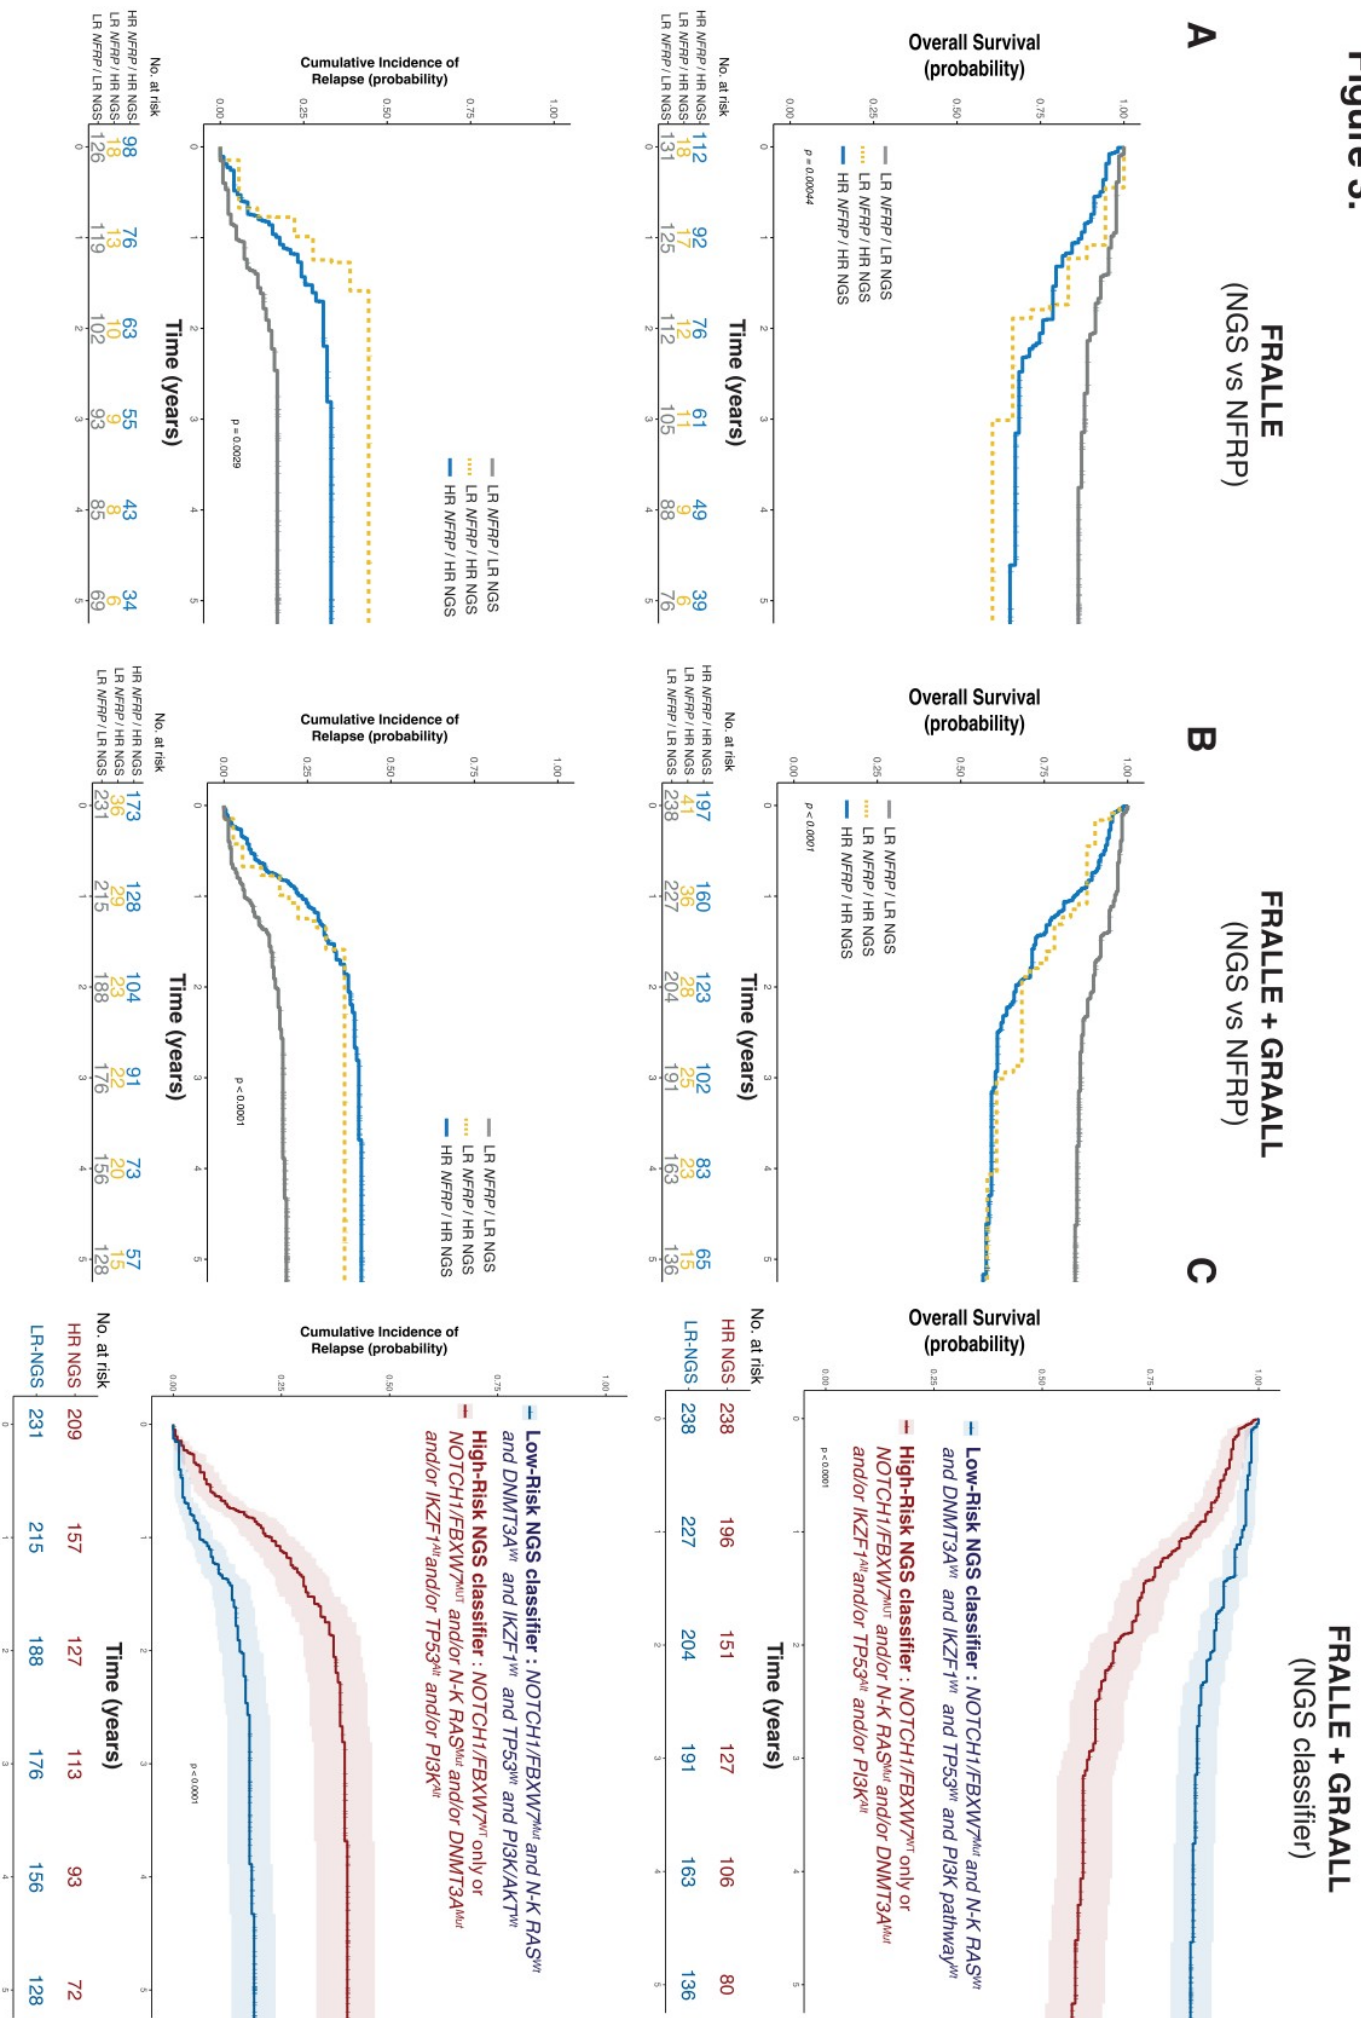 Figure 3.
A
FRALLE
(NGS vs NFRP)
Overall Survival
(probability)
1.00
0.75
0.50
0.25
0.00
LR NFRP / LR NGS
LR NFRP / HR NGS
HR NFRP / HR NGS
p = 0.00044
0 1 2 3 4 5
Time (years)
No. at risk
HR NFRP / HR NGS 112 92 76 61 49 39
LR NFRP / HR NGS 18 17 12 11 9 6
LR NFRP / LR NGS 131 125 112 105 88 76
Cumulative Incidence of
Relapse (probability)
1.00
0.75
0.50
0.25
0.00
LR NFRP / LR NGS
LR NFRP / HR NGS
HR NFRP / HR NGS
p = 0.0029
0 1 2 3 4 5
Time (years)
No. at risk
HR NFRP / HR NGS 98 76 63 55 43 34
LR NFRP / HR NGS 18 13 10 9 8 6
LR NFRP / LR NGS 126 119 102 93 85 69
B
FRALLE + GRAALL
(NGS vs NFRP)
Overall Survival
(probability)
1.00
0.75
0.50
0.25
0.00
LR NFRP / LR NGS
LR NFRP / HR NGS
HR NFRP / HR NGS
p < 0.0001
0 1 2 3 4 5
Time (years)
No. at risk
HR NFRP / HR NGS 197 160 123 102 83 65
LR NFRP / HR NGS 41 36 28 25 23 15
LR NFRP / LR NGS 238 227 204 191 163 136
Cumulative Incidence of
Relapse (probability)
1.00
0.75
0.50
0.25
0.00
LR NFRP / LR NGS
LR NFRP / HR NGS
HR NFRP / HR NGS
p < 0.0001
0 1 2 3 4 5
Time (years)
No. at risk
HR NFRP / HR NGS 173 128 104 91 73 57
LR NFRP / HR NGS 36 29 23 22 20 15
LR NFRP / LR NGS 231 215 188 176 156 128
C
FRALLE + GRAALL
(NGS classifier)
Overall Survival
(probability)
1.00
0.75
0.50
0.25
0.00
Low-Risk NGS classifier : NOTCH1/FBXW7Mut and N-K RASWt
and DNMT3AWt and IKZF1Wt and TP53Wt and PI3K pathwayWt
High-Risk NGS classifier : NOTCH1/FBXW7WT only or
NOTCH1/FBXW7MUT and/or N-K RASMut and/or DNMT3AMut
and/or IKZF1Alt and/or TP53Alt and/or PI3KAlt
p < 0.0001
0 1 2 3 4 5
Time (years)
No. at risk
HR NGS 238 196 151 127 106 80
LR-NGS 238 227 204 191 163 136
Cumulative Incidence of
Relapse (probability)
1.00
0.75
0.50
0.25
0.00
Low-Risk NGS classifier : NOTCH1/FBXW7Mut and N-K RASWt
and DNMT3AWt and IKZF1Wt and TP53Wt and PI3K/AKTWt
High-Risk NGS classifier : NOTCH1/FBXW7WT only or
NOTCH1/FBXW7MUT and/or N-K RASMut and/or DNMT3AMut
and/or IKZF1Alt and/or TP53Alt and/or PI3KAlt
p < 0.0001
0 1 2 3 4 5
Time (years)
No. at risk
HR NGS 209 157 127 113 93 72
LR-NGS 231 215 188 176 156 128